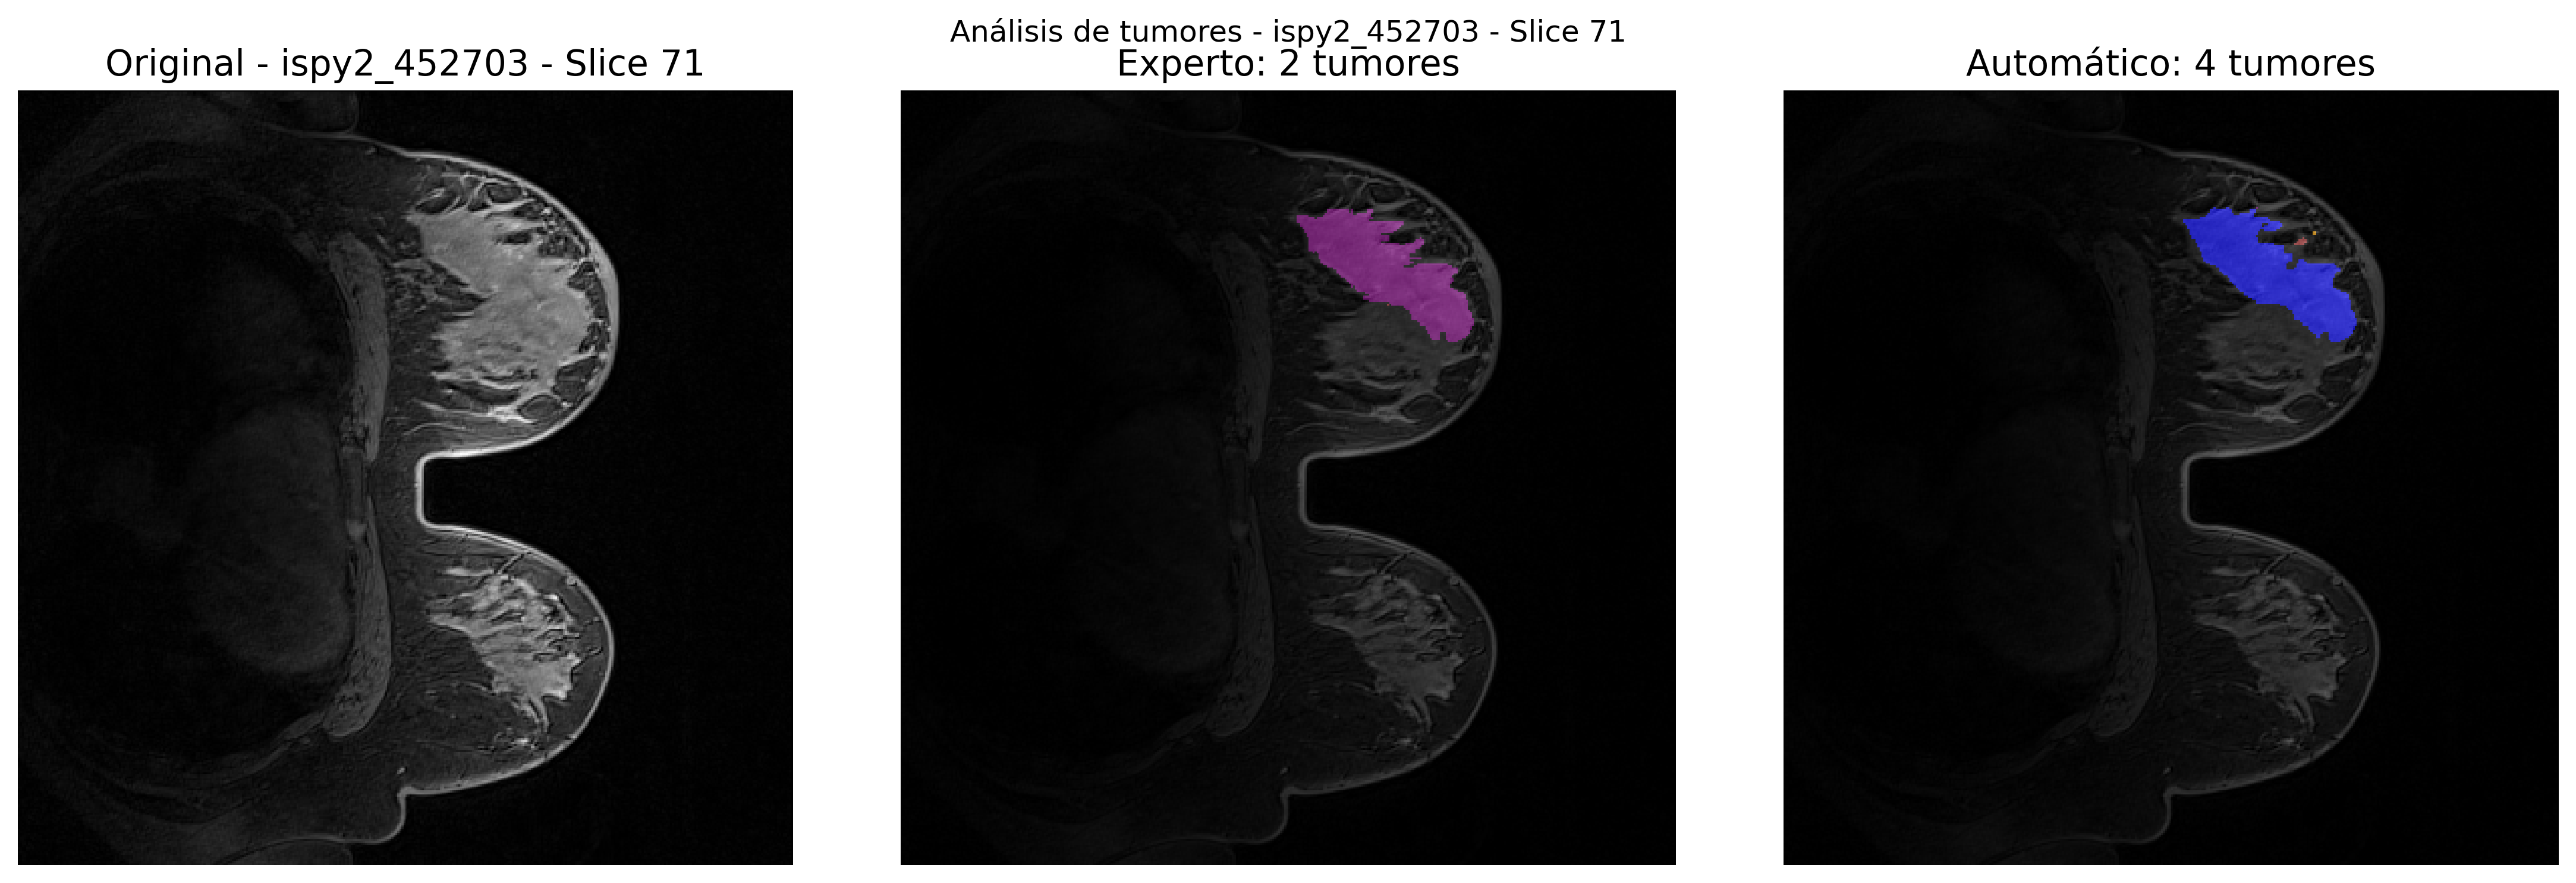 Análisis de tumores - ispy2_452703 - Slice 71
Original - ispy2_452703 - Slice 71
Experto: 2 tumores
Automático: 4 tumores